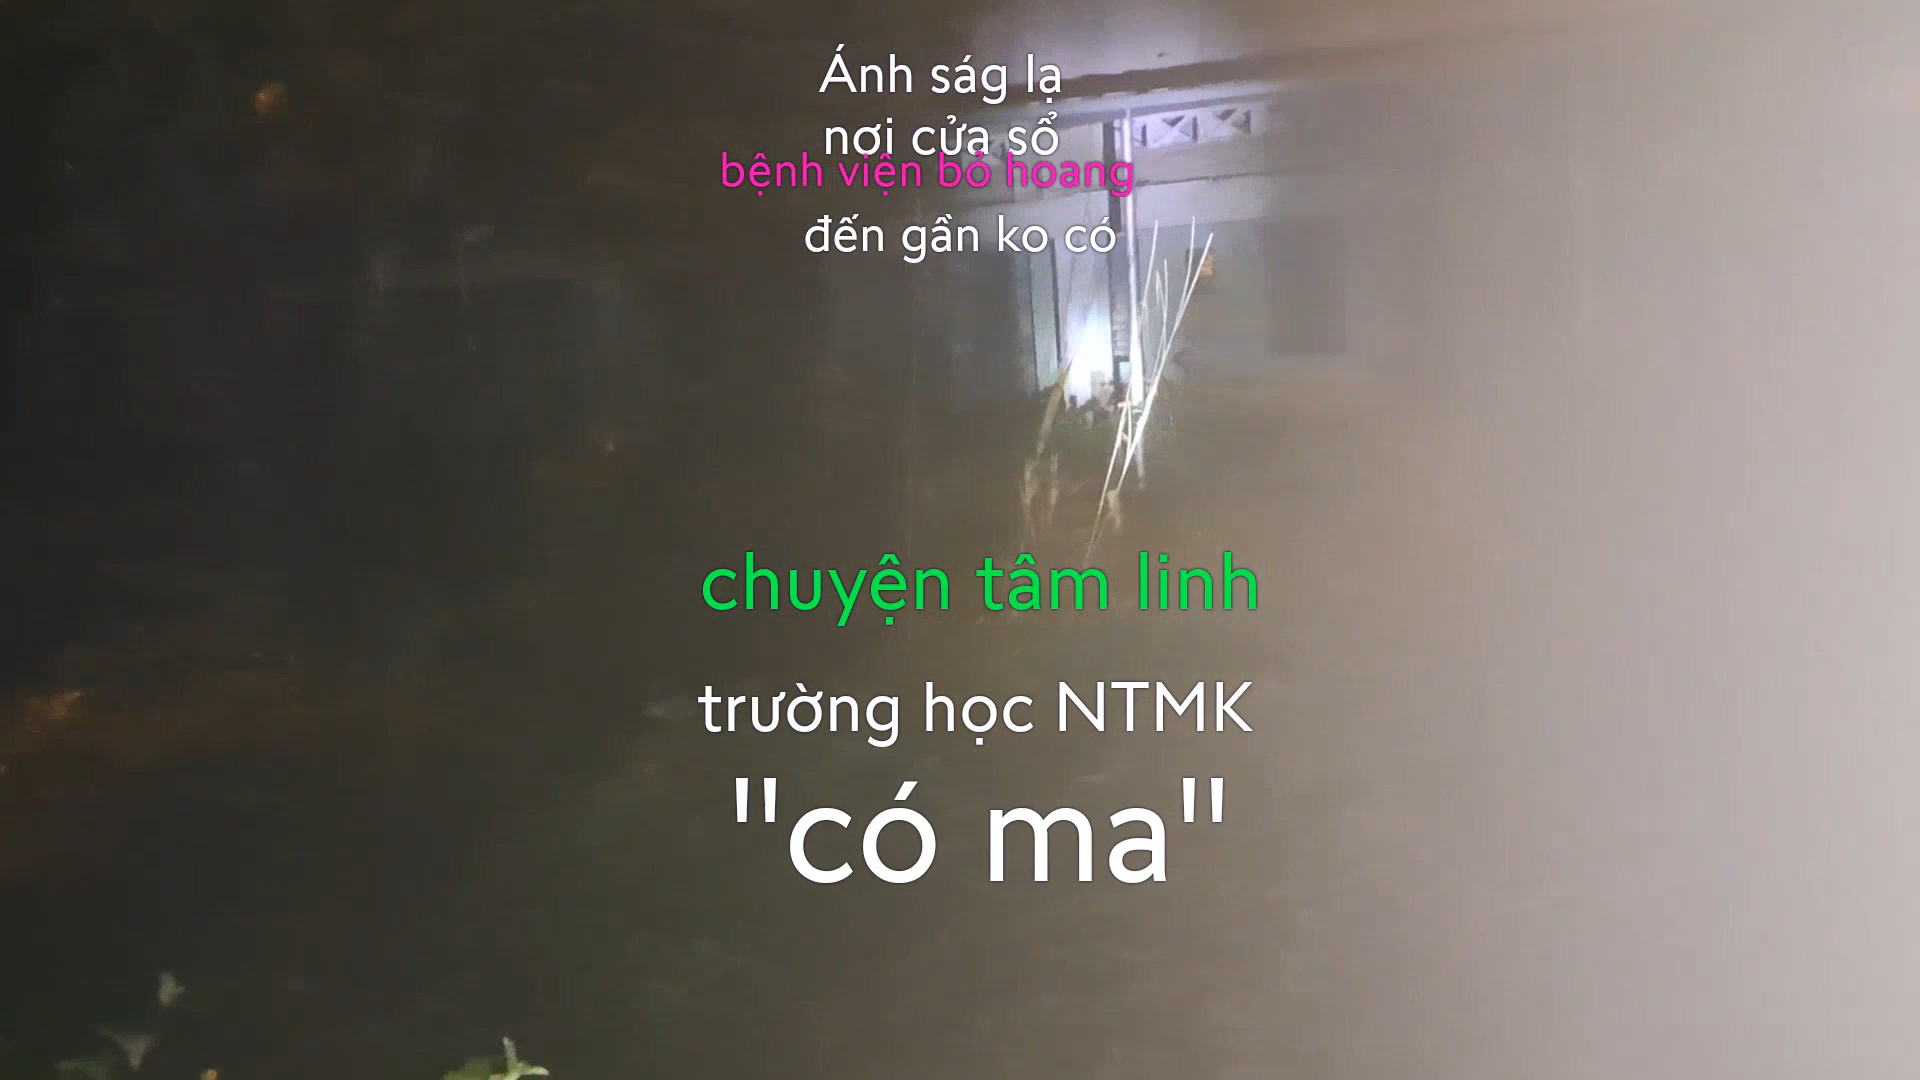 Ánh ság lạ
nơi cửa sổ
bệnh viện bỏ hoang
đến gần ko có
chuyện tâm linh
trường học NTMK
"có ma"